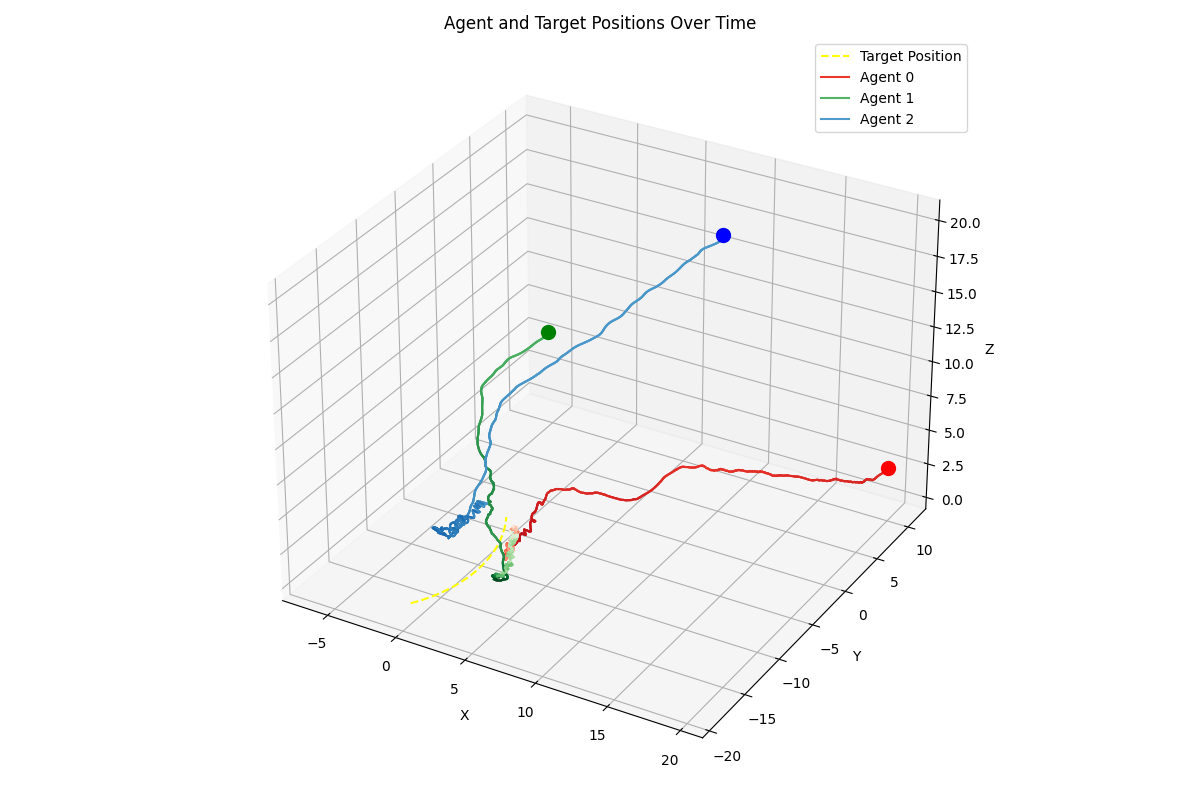 Agent and Target Positions Over Time
Target Position
Agent 0
Agent 1
Agent 2
20.0
17.5
15.0
12.5
10.0
7.5
5.0
2.5
0.0
Z
10
5
0
−5
−10
−15
−20
Y
−5
0
5
10
15
20
X